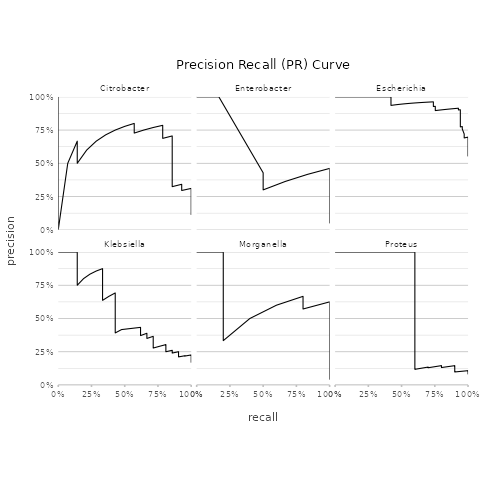 Precision Recall (PR) Curve
Citrobacter Enterobacter Escherichia
100%
75%
50%
25%
0%
precision
Klebsiella Morganella Proteus
100%
75%
50%
25%
0%
0% 25% 50% 75% 100% 0% 25% 50% 75% 100% 0% 25% 50% 75% 100%
recall